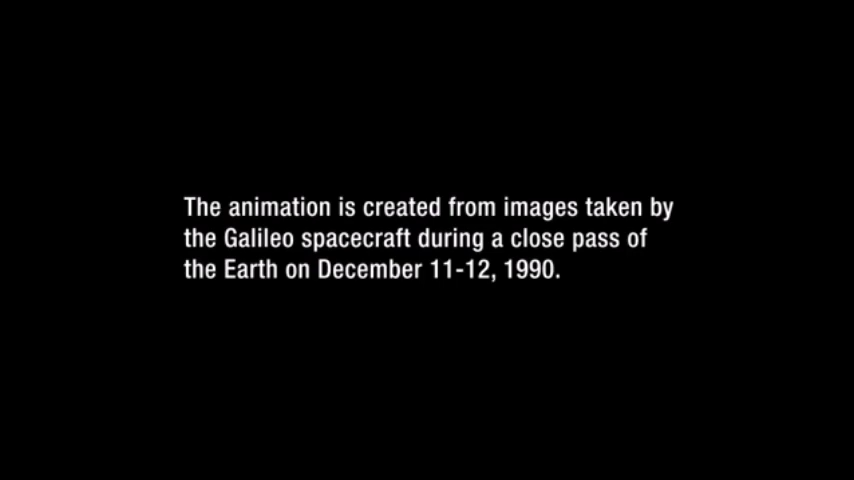 The animation is created from images taken by
the Galileo spacecraft during a close pass of
the Earth on December 11-12, 1990.